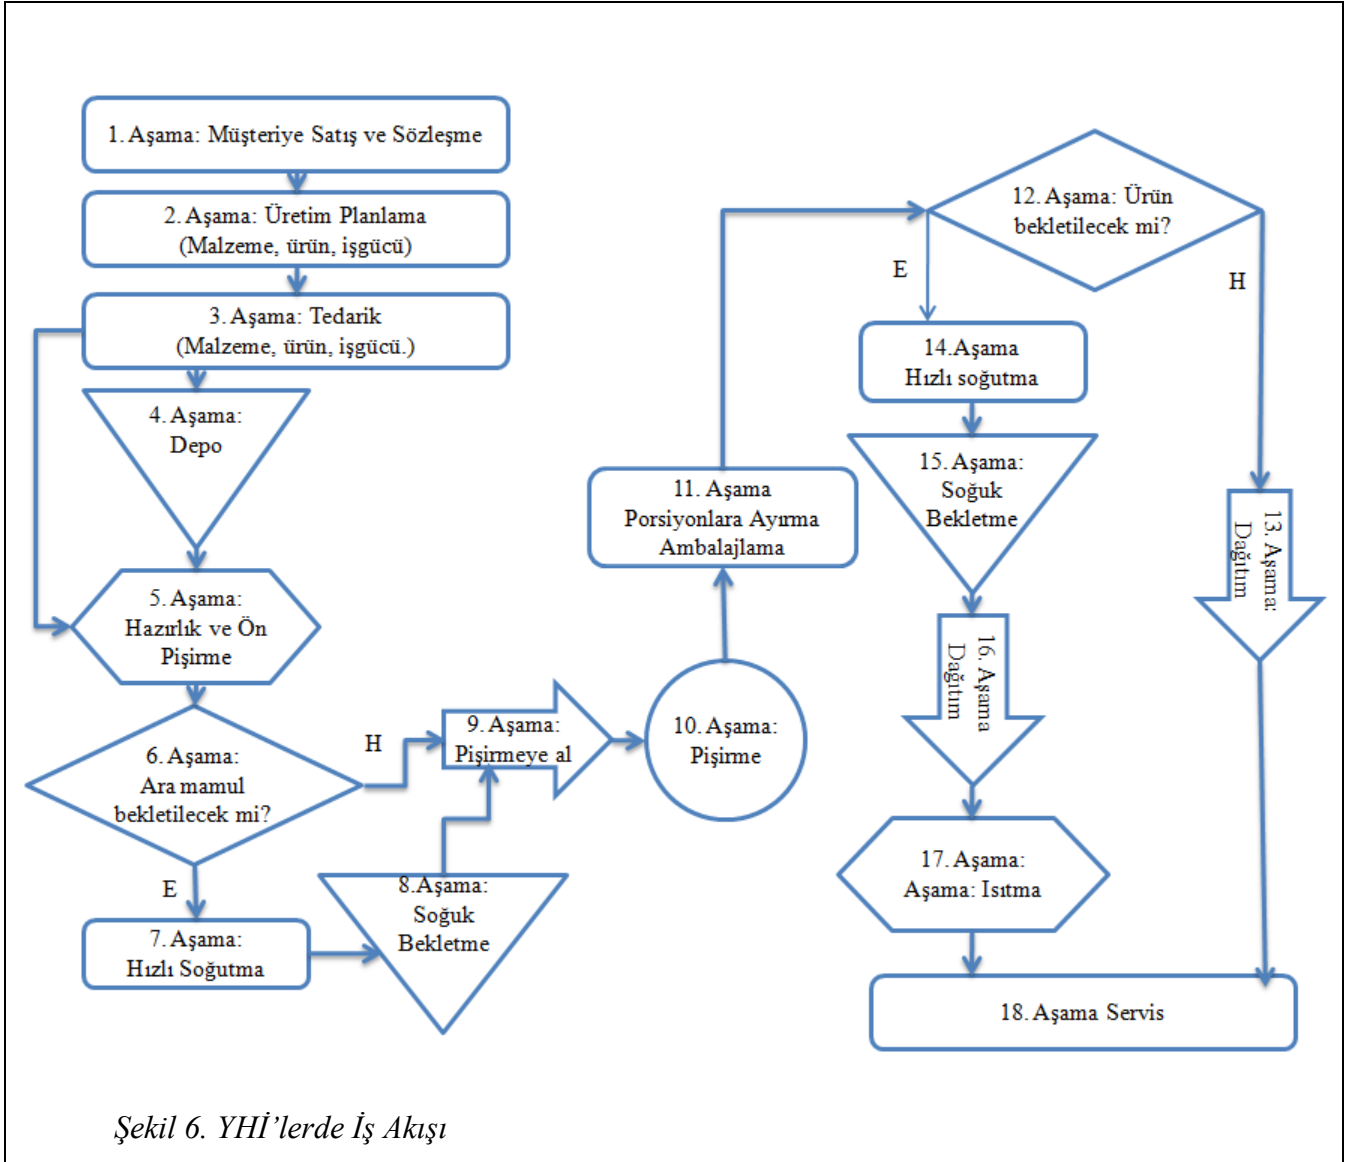 1. Aşama: Müşteriye Satış ve Sözleşme
2. Aşama: Üretim Planlama
(Malzeme, ürün, işgücü)
3. Aşama: Tedarik
(Malzeme, ürün, işgücü.)
4. Aşama:
Depo
5. Aşama:
Hazırlık ve Ön
Pişirme
6. Aşama:
Ara mamul
bekletilecek mi?
H
E
7. Aşama:
Hızlı Soğutma
8.Aşama:
Soğuk
Bekletme
9. Aşama:
Pişirmeye al
10. Aşama:
Pişirme
11. Aşama
Porsiyonlara Ayırma
Ambalajlama
12. Aşama: Ürün
bekletilecek mi?
E
H
13. Aşama:
Dağıtım
14.Aşama
Hızlı soğutma
15. Aşama:
Soğuk
Bekletme
16. Aşama
Dağıtım
17. Aşama:
Aşama: Isıtma
18. Aşama Servis
Şekil 6. YHİ’lerde İş Akışı